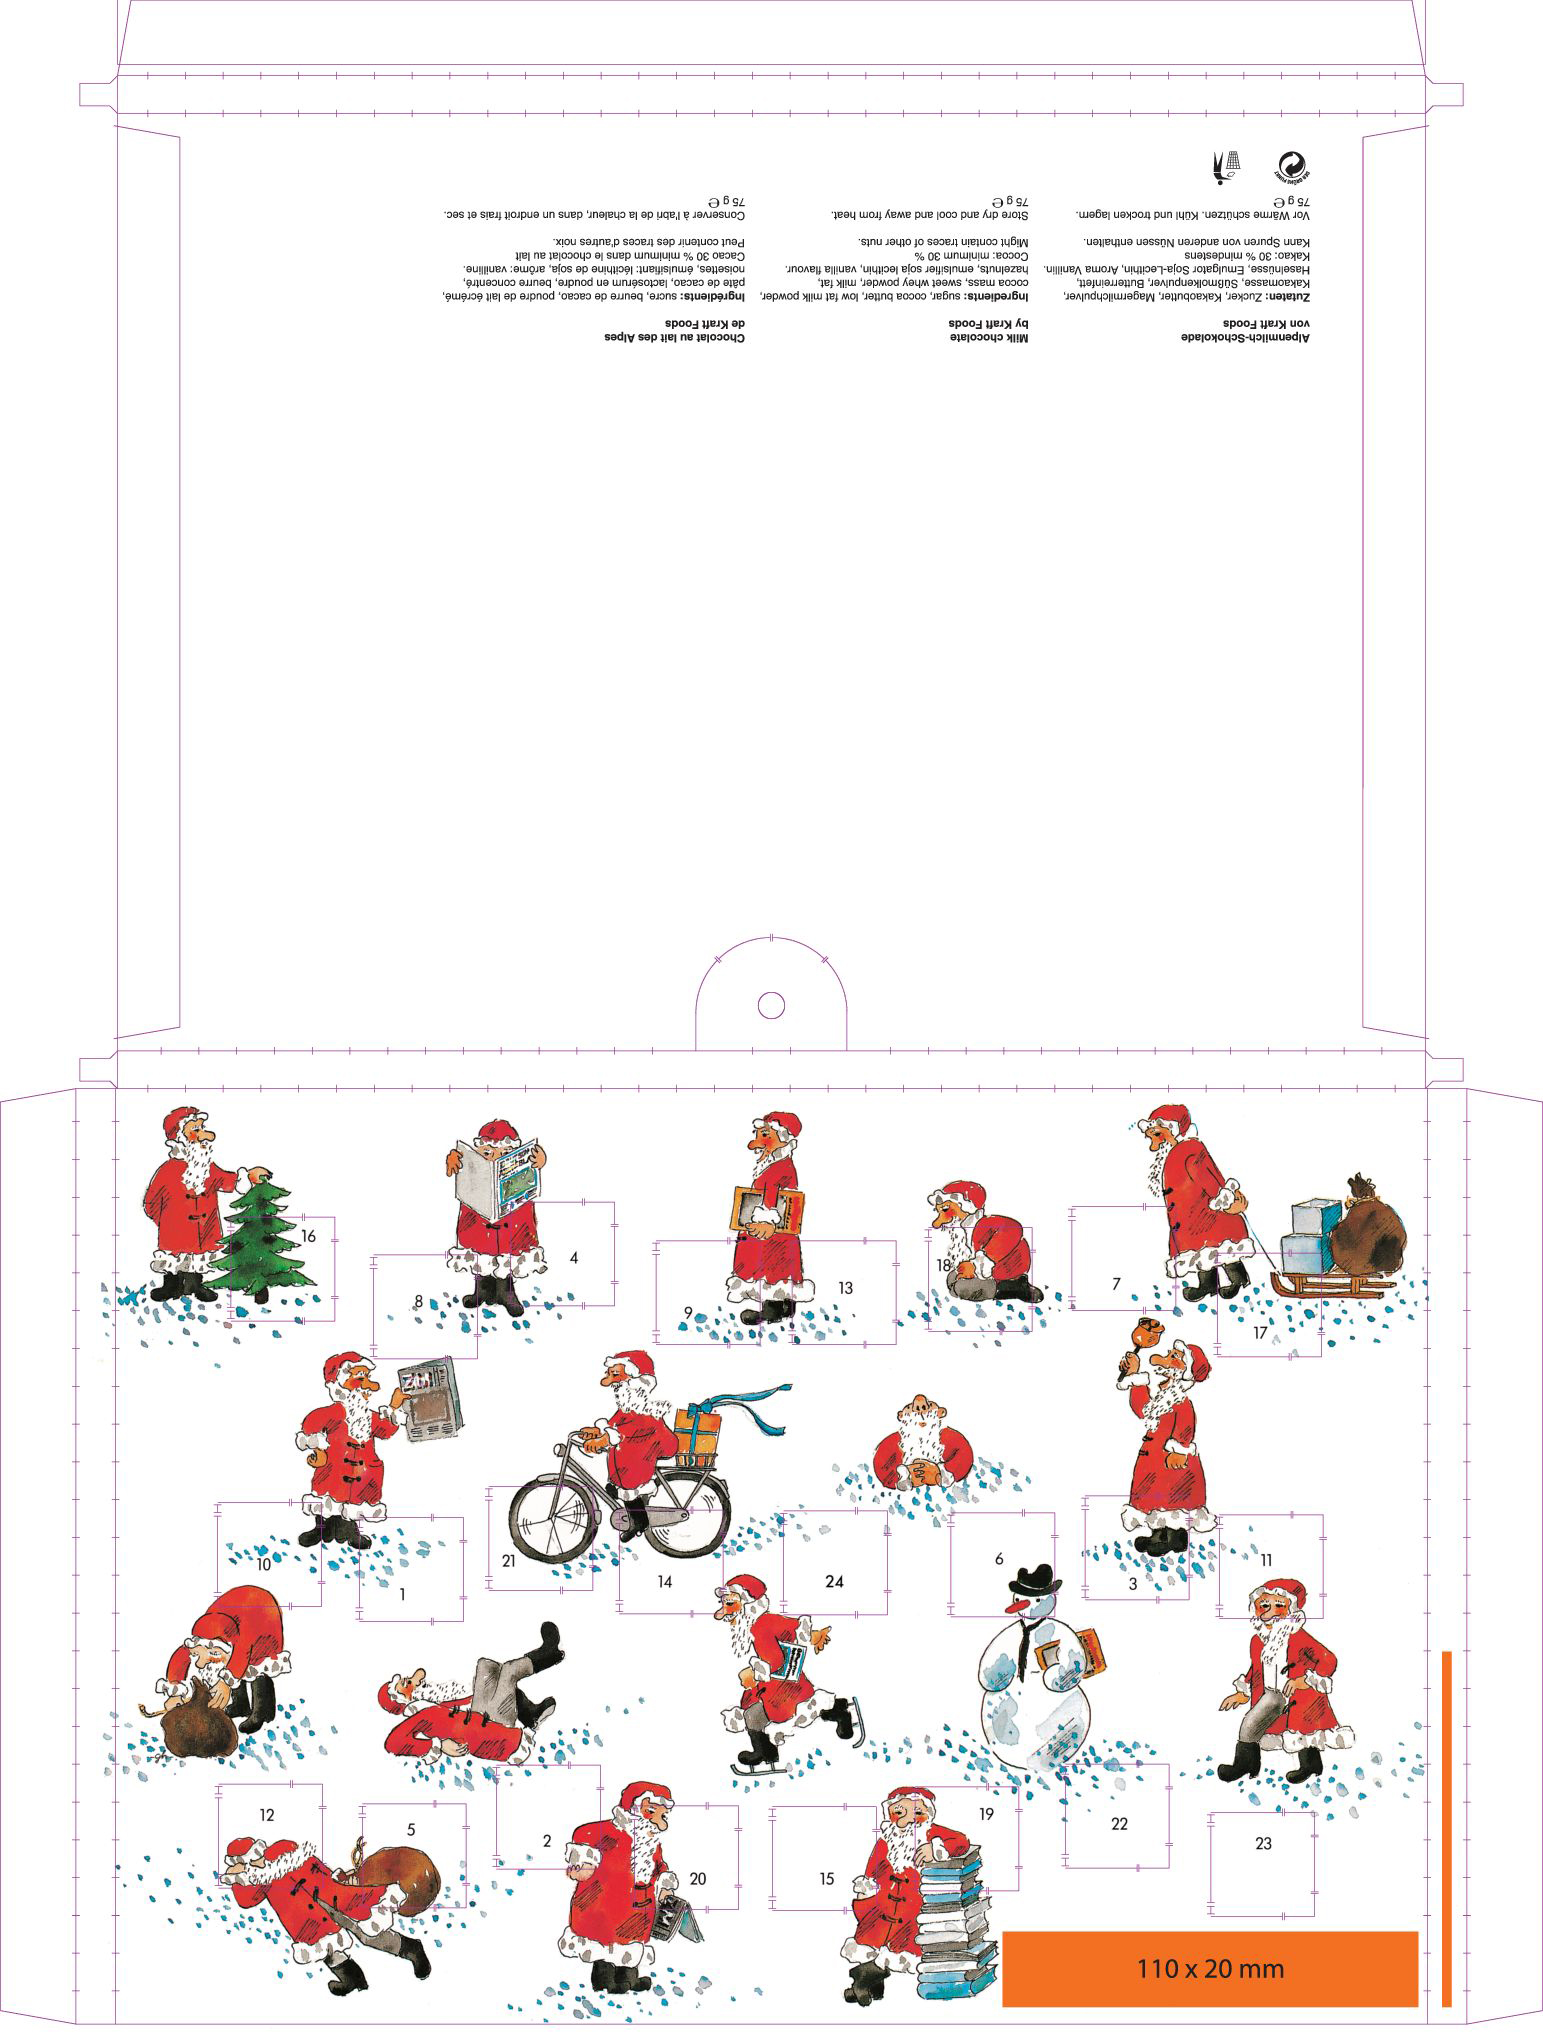 Alpenmilch-Schokolade
von Kraft Foods
Zutaten: Zucker, Kakaobutter, Magermilchpulver,
Kakaomasse, Süßmolkenpulver, Butterreinfett,
Haselnüsse, Emulgator Soja-Lecithin, Aroma Vanillin.
Kakao: 30 % mindestens
Kann Spuren von anderen Nüssen enthalten.
Vor Wärme schützen. Kühl und trocken lagern.
75 g ℮
Milk chocolate
by Kraft Foods
Ingredients: sugar, cocoa butter, low fat milk powder,
cocoa mass, sweet whey powder, milk fat,
hazelnuts, emulsifier soja lecithin, vanilla flavour.
Cocoa: minimum 30 %
Might contain traces of other nuts.
Store dry and cool and away from heat.
75 g ℮
Chocolat au lait des Alpes
de Kraft Foods
Ingrédients: sucre, beurre de cacao, poudre de lait écrémé,
pâte de cacao, lactosérum en poudre, beurre concentré,
noisettes, émulsifiant: lécithine de soja, arôme: vanilline.
Cacao 30 % minimum dans le chocolat au lait
Peut contenir des traces d'autres noix.
Conserver à l'abri de la chaleur, dans un endroit frais et sec.
75 g ℮
DER GRÜNE PUNKT
16
4
8
9
13
18
7
17
10
1
21
14
24
6
3
11
12
5
2
20
15
19
22
23
110 x 20 mm